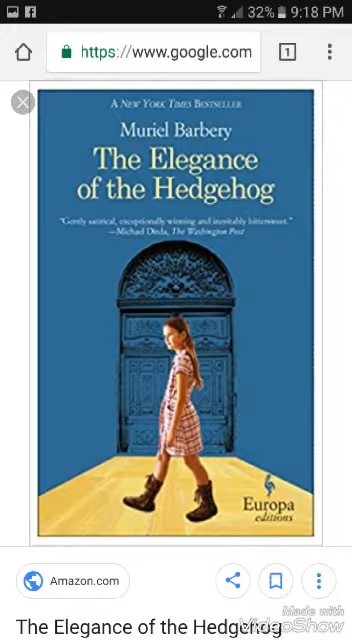 32% 9:18 PM
https://www.google.com 1
A NEW YORK TIMES BESTSELLER
Muriel Barbery
The Elegance
of the Hedgehog
"Gently satirical, exceptionally winning and inevitably bittersweet."
—Michael Dirda, The Washington Post
Europa
editions
Amazon.com
Made with
VideoShow
The Elegance of the Hedgehog